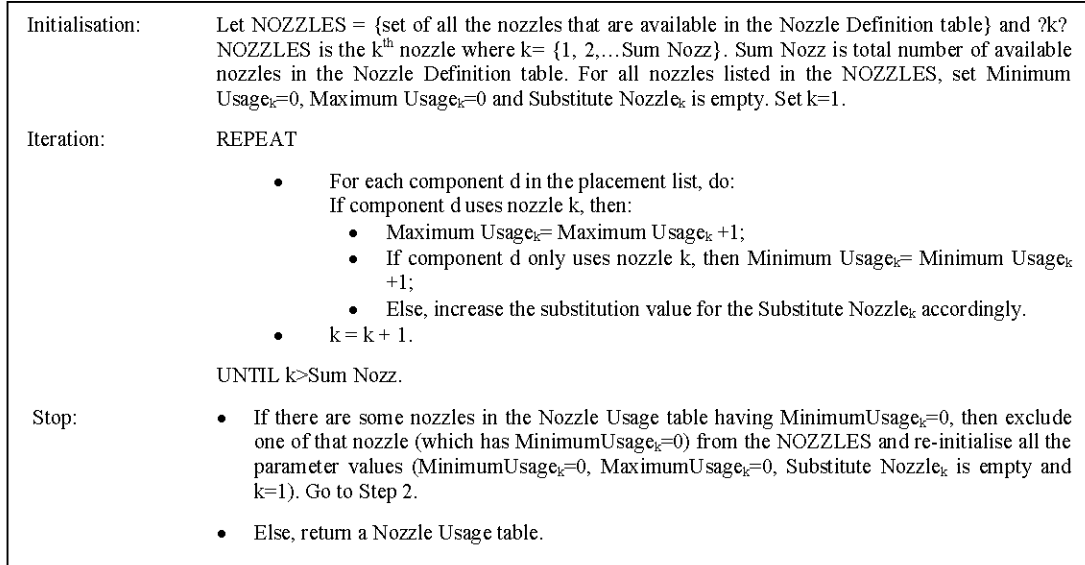 Initialisation: Let NOZZLES = {set of all the nozzles that are available in the Nozzle Definition table} and ?k?
NOZZLES is the kth nozzle where k= {1, 2,…Sum Nozz}. Sum Nozz is total number of available
nozzles in the Nozzle Definition table. For all nozzles listed in the NOZZLES, set Minimum
Usagek=0, Maximum Usagek=0 and Substitute Nozzlek is empty. Set k=1.
Iteration: REPEAT
• For each component d in the placement list, do:
If component d uses nozzle k, then:
• Maximum Usagek= Maximum Usagek +1;
• If component d only uses nozzle k, then Minimum Usagek= Minimum Usagek
+1;
• Else, increase the substitution value for the Substitute Nozzlek accordingly.
• k = k + 1.
UNTIL k>Sum Nozz.
Stop: • If there are some nozzles in the Nozzle Usage table having MinimumUsagek=0, then exclude
one of that nozzle (which has MinimumUsagek=0) from the NOZZLES and re-initialise all the
parameter values (MinimumUsagek=0, MaximumUsagek=0, Substitute Nozzlek is empty and
k=1). Go to Step 2.
• Else, return a Nozzle Usage table.